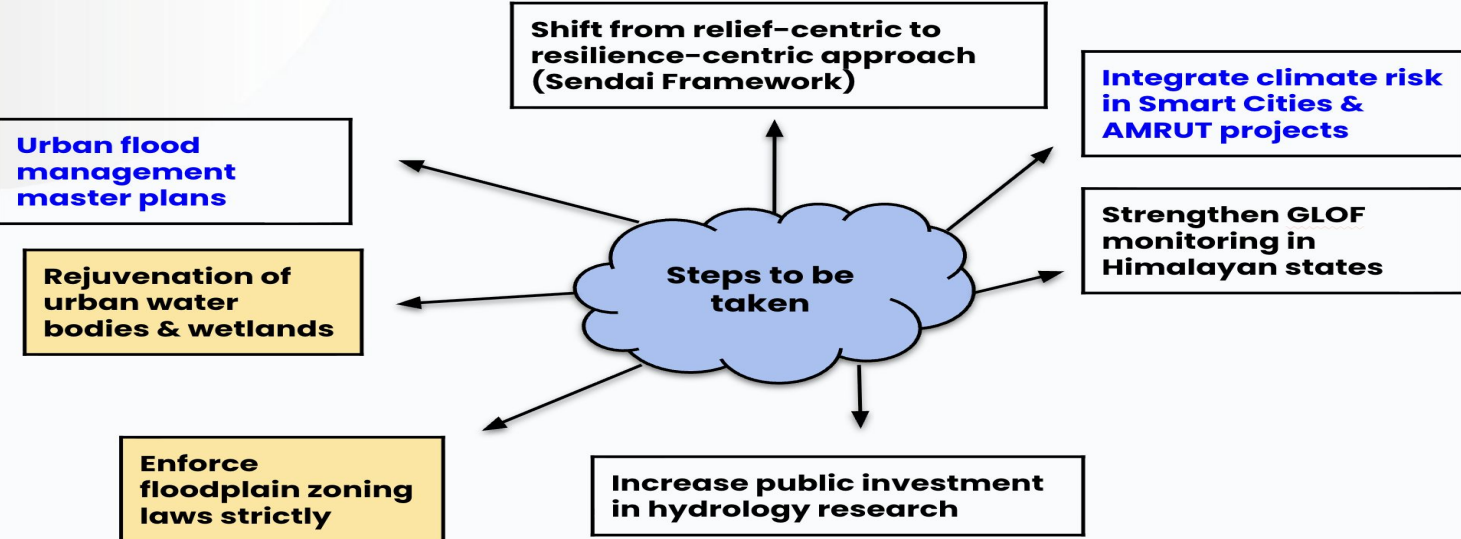 Shift from relief-centric to
resilience-centric approach
(Sendai Framework)
Integrate climate risk
in Smart Cities &
AMRUT projects
Urban flood
management
master plans
Strengthen GLOF
monitoring in
Himalayan states
Rejuvenation of
urban water
bodies & wetlands
Steps to be
taken
Enforce
floodplain zoning
laws strictly
Increase public investment
in hydrology research